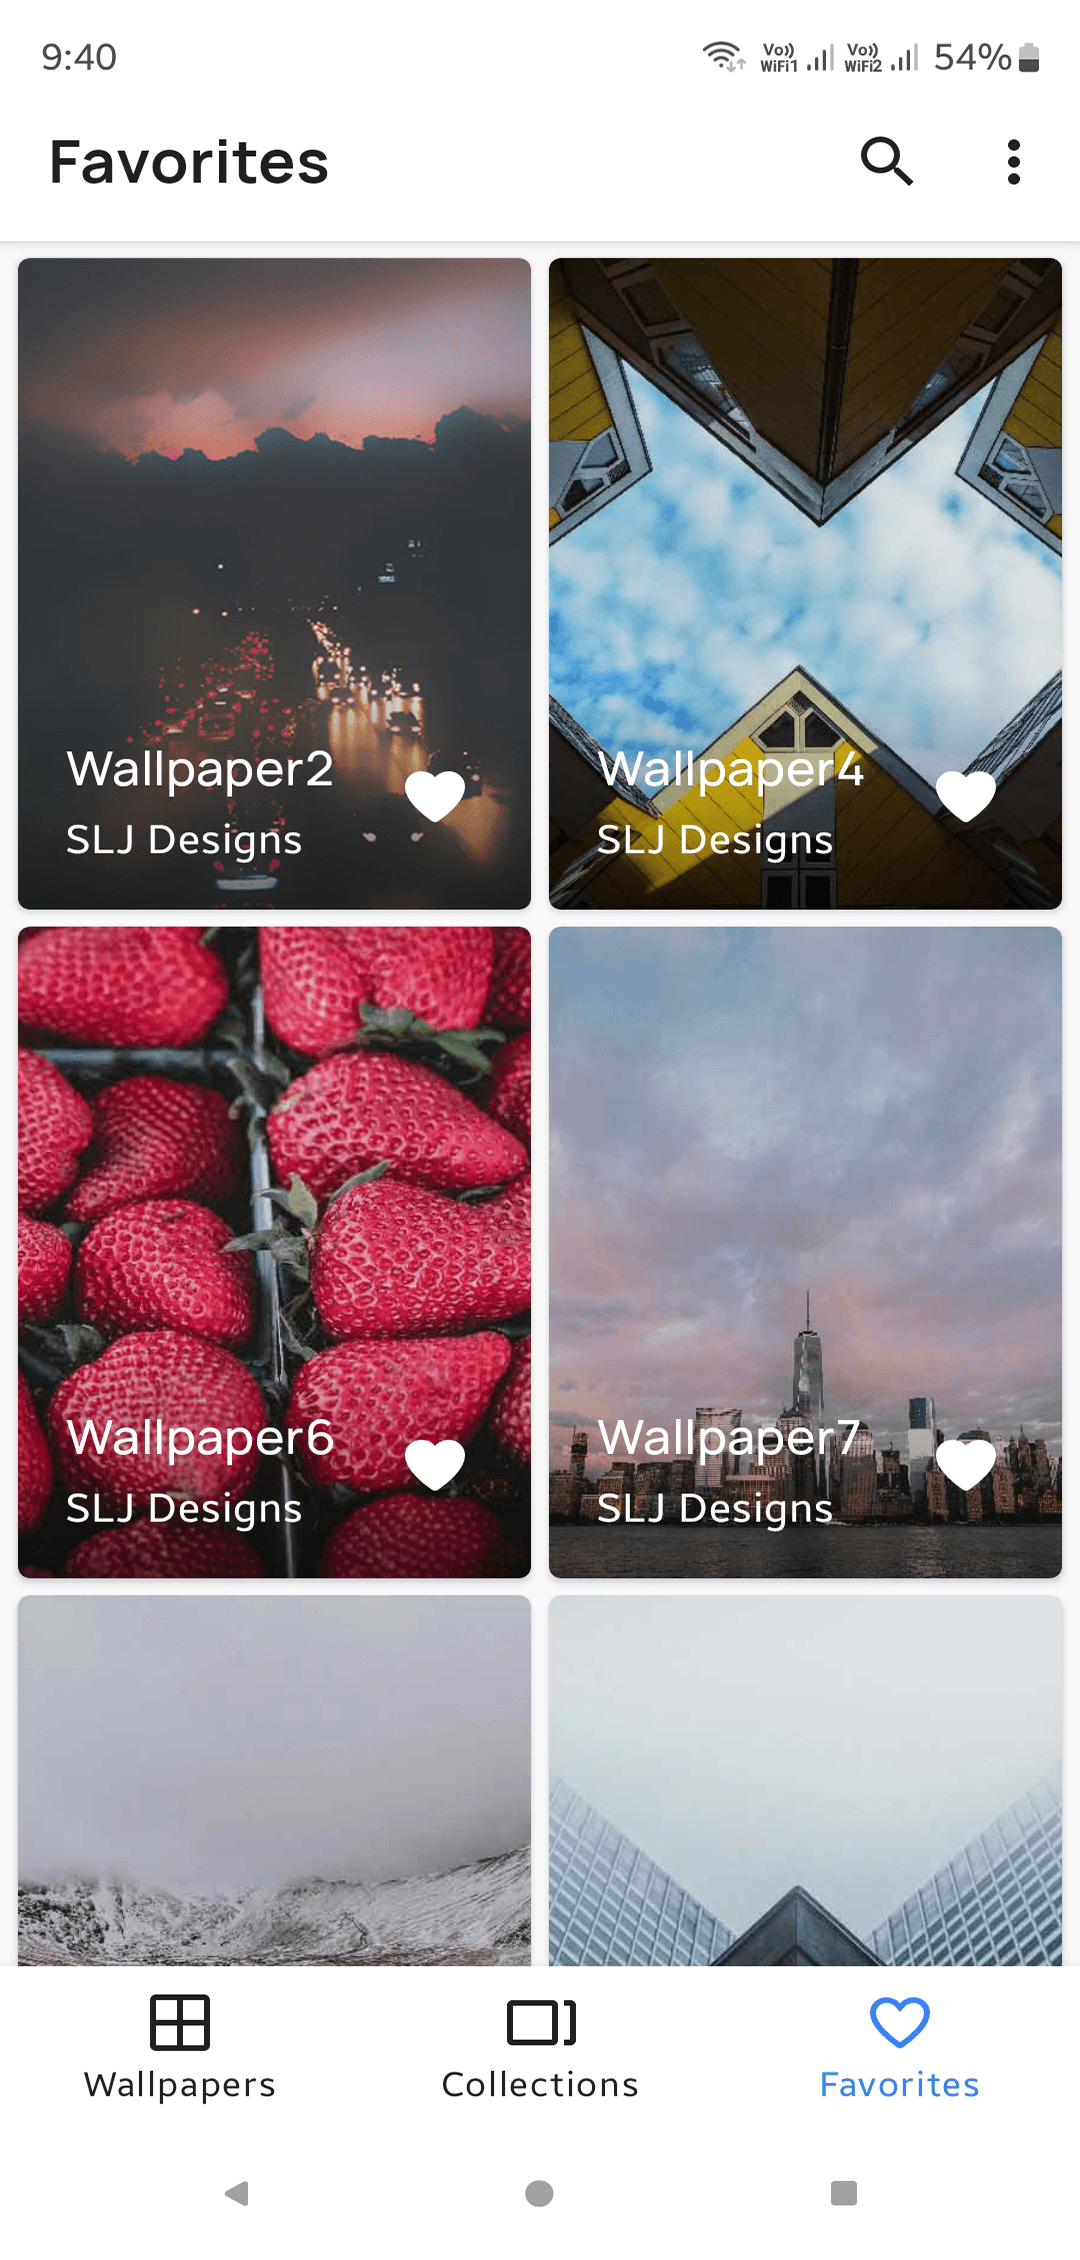 9:40
Vo)) WiFi1 Vo)) WiFi2 54%
Favorites
Wallpaper2
SLJ Designs
Wallpaper4
SLJ Designs
Wallpaper6
SLJ Designs
Wallpaper7
SLJ Designs
Wallpapers
Collections
Favorites